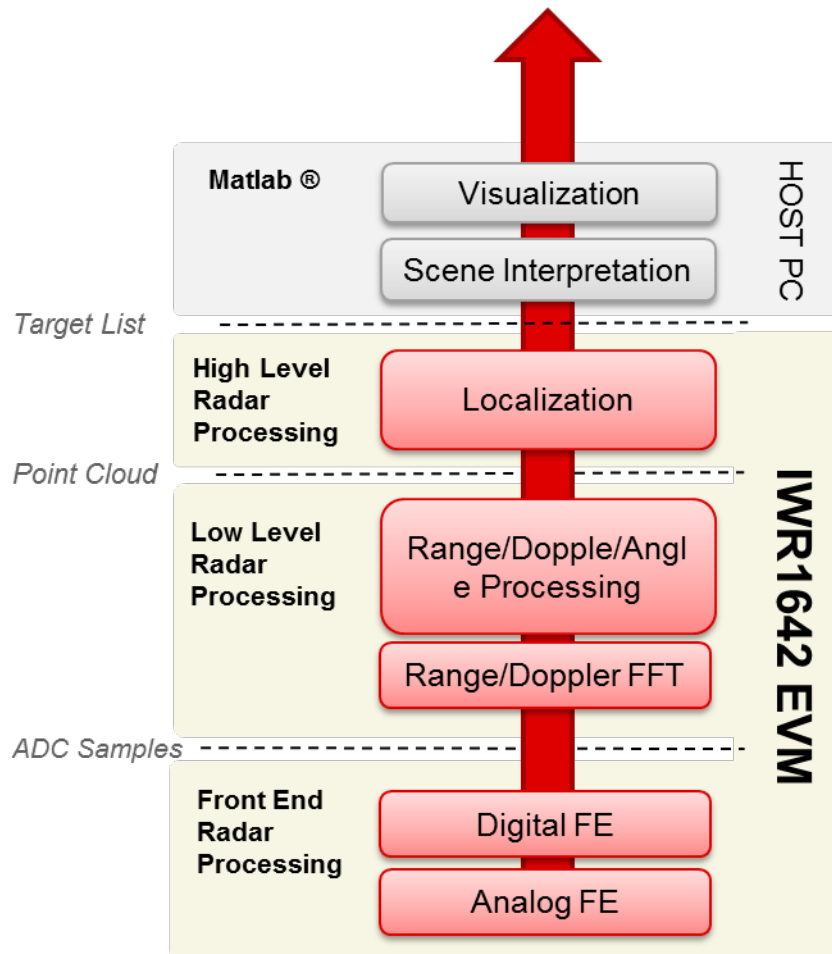 Matlab ®
Visualization
Scene Interpretation
HOST PC
Target List
High Level
Radar
Processing
Localization
Point Cloud
Low Level
Radar
Processing
Range/Dopple/Angl
e Processing
Range/Doppler FFT
IWR1642 EVM
ADC Samples
Front End
Radar
Processing
Digital FE
Analog FE